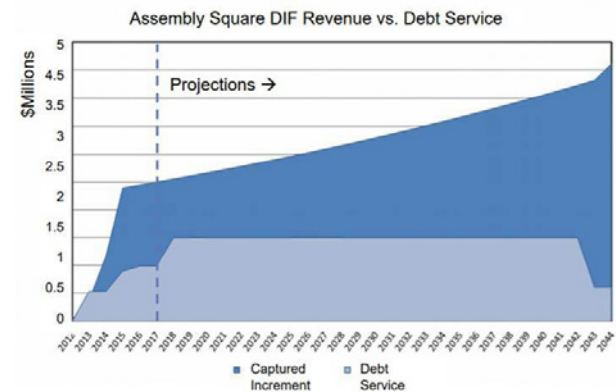 Assembly Square DIF Revenue vs. Debt Service
$Millions
5
4.5
3.5
3
2.5
2
1.5
1
0.5
0
Projections →
2012 2013 2014 2015 2016 2017 2018 2019 2020 2021 2022 2023 2024 2025 2026 2027 2028 2029 2030 2031 2032 2033 2034 2035 2036 2037 2038 2039 2040 2041 2042 2043 2044
Captured Increment
Debt Service